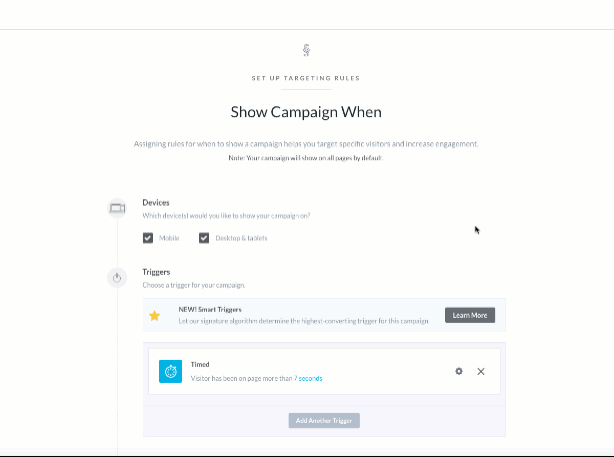 SET UP TARGETING RULES
Show Campaign When
Assigning rules for when to show a campaign helps you target specific visitors and increase engagement.
Note: Your campaign will show on all pages by default.
Devices
Which device(s) would you like to show your campaign on?
Mobile
Desktop & tablets
Triggers
Choose a trigger for your campaign.
NEW! Smart Triggers
Let our signature algorithm determine the highest-converting trigger for this campaign.
Learn More
Timed
Visitor has been on page more than 7 seconds
Add Another Trigger